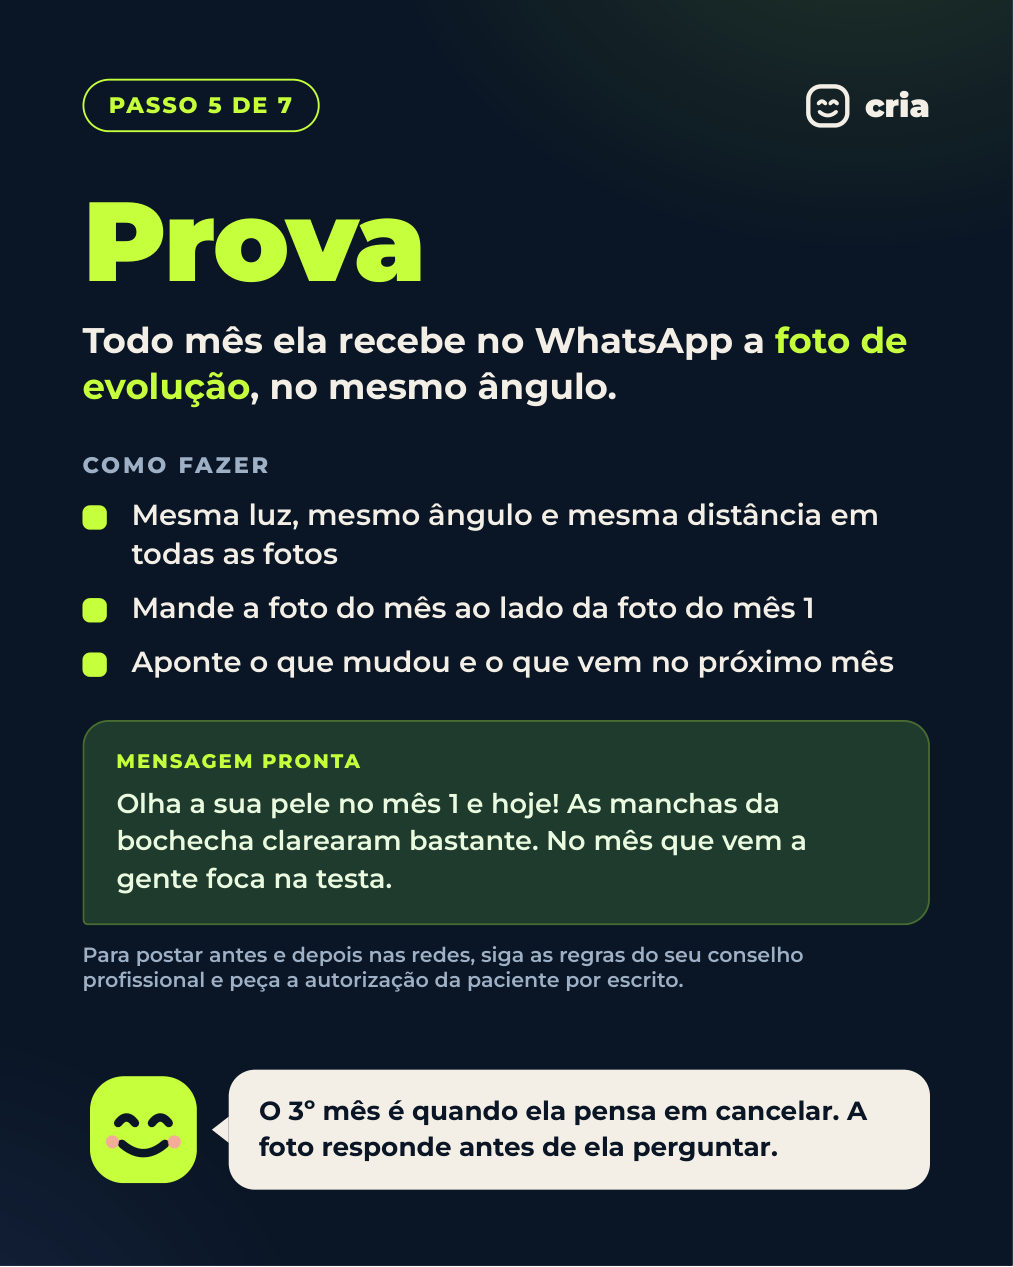 PASSO 5 DE 7
cria
Prova
Todo mês ela recebe no WhatsApp a foto de
evolução, no mesmo ângulo.
COMO FAZER
Mesma luz, mesmo ângulo e mesma distância em
todas as fotos
Mande a foto do mês ao lado da foto do mês 1
Aponte o que mudou e o que vem no próximo mês
MENSAGEM PRONTA
Olha a sua pele no mês 1 e hoje! As manchas da
bochecha clarearam bastante. No mês que vem a
gente foca na testa.
Para postar antes e depois nas redes, siga as regras do seu conselho
profissional e peça a autorização da paciente por escrito.
O 3º mês é quando ela pensa em cancelar. A
foto responde antes de ela perguntar.